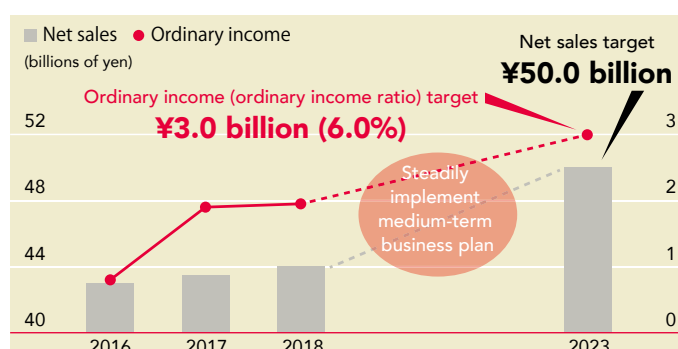 Net sales ● Ordinary income
(billions of yen)
Net sales target
¥50.0 billion
Ordinary income (ordinary income ratio) target
¥3.0 billion (6.0%)
52
3
Steadily
implement
medium-term
business plan
48
2
44
1
40
0
2016 2017 2018 2023